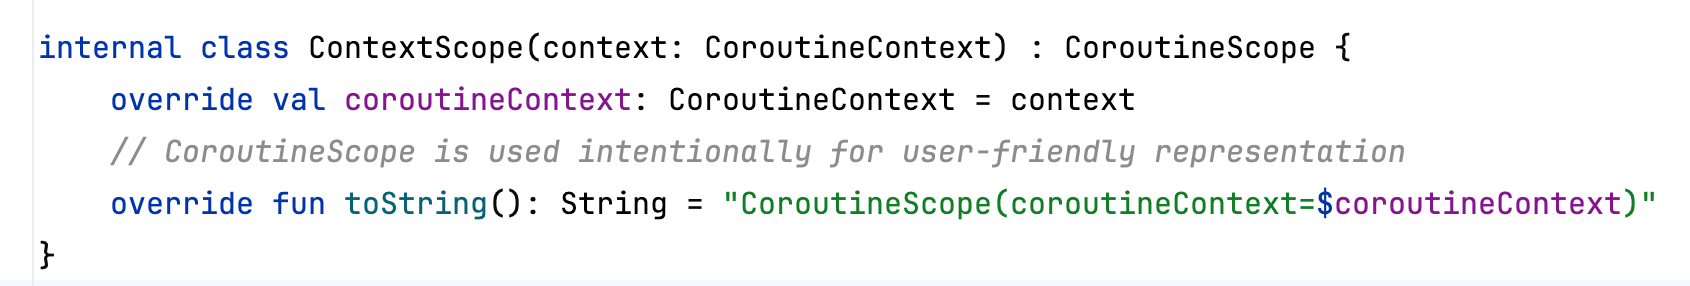 internal class ContextScope(context: CoroutineContext) : CoroutineScope {
    override val coroutineContext: CoroutineContext = context
    // CoroutineScope is used intentionally for user-friendly representation
    override fun toString(): String = "CoroutineScope(coroutineContext=$coroutineContext)"
}